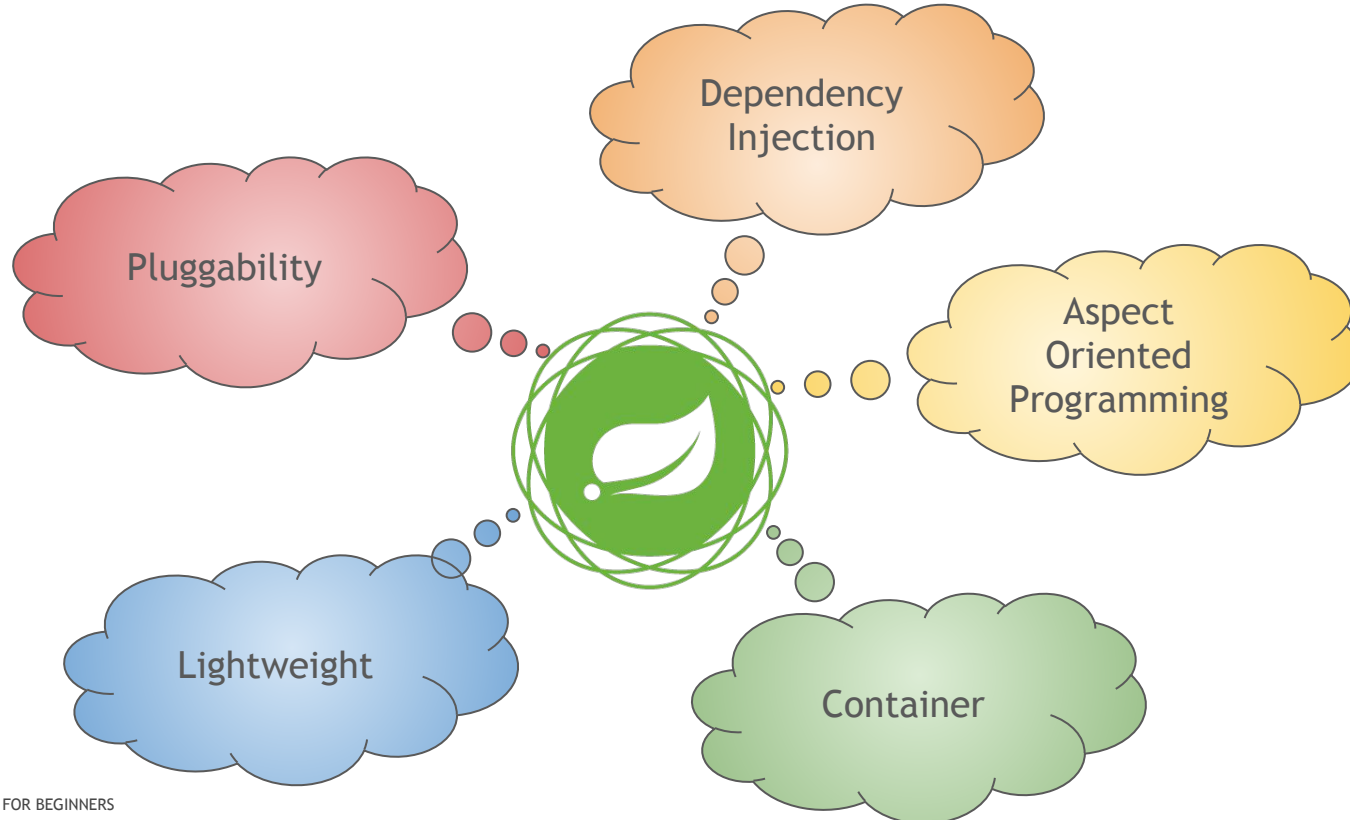 Dependency
Injection
Pluggability
Aspect
Oriented
Programming
Lightweight
Container
FOR BEGINNERS